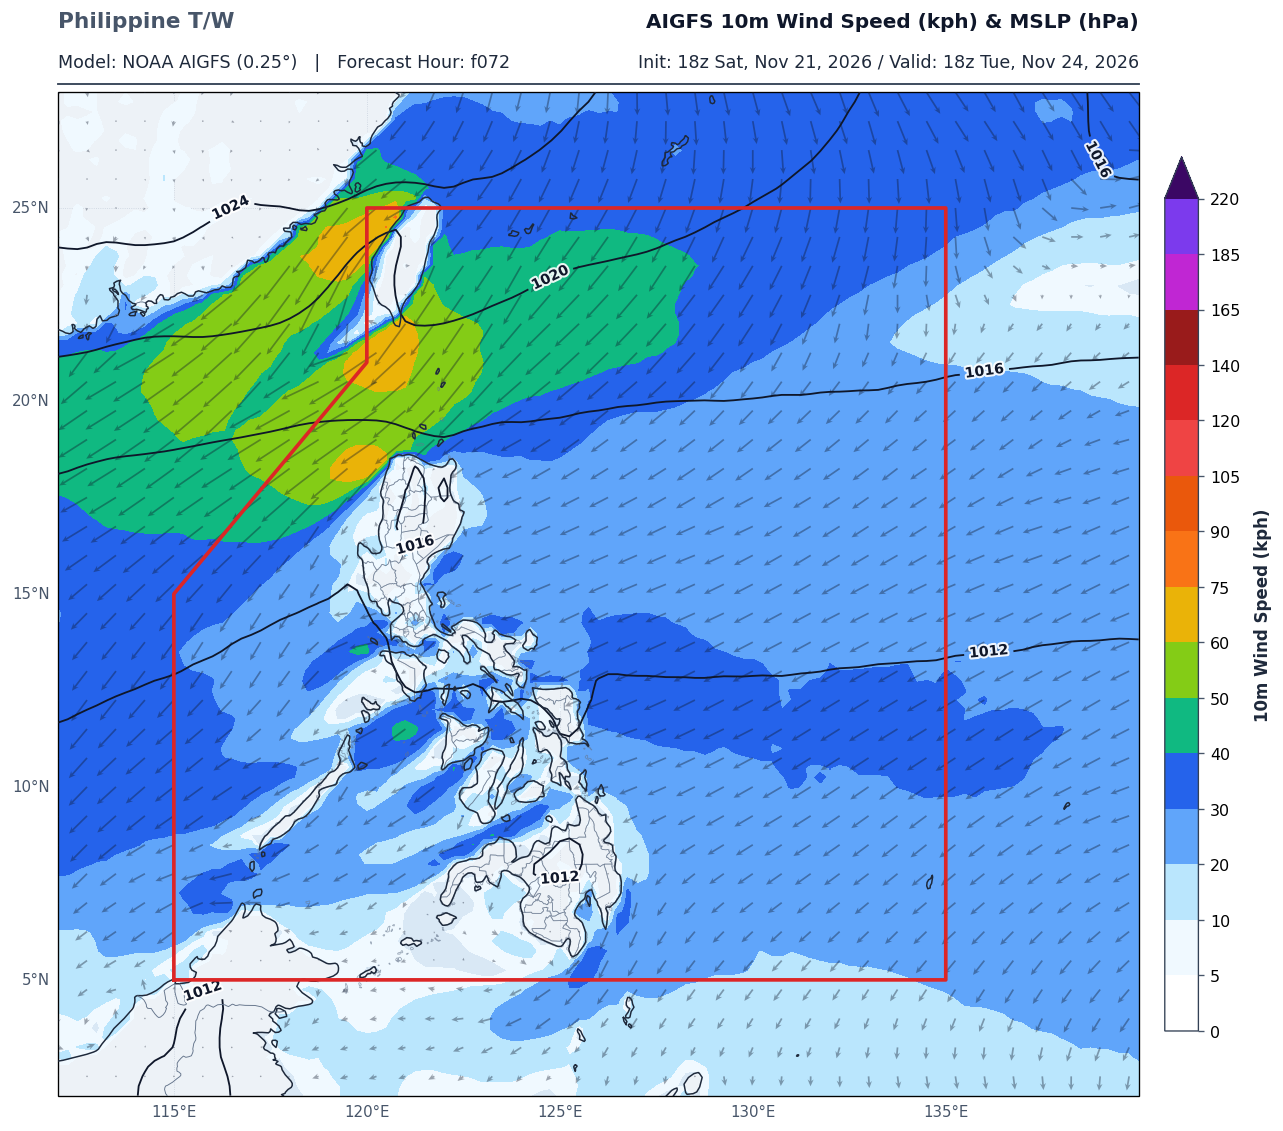 Philippine T/W
AIGFS 10m Wind Speed (kph) & MSLP (hPa)
Model: NOAA AIGFS (0.25°) | Forecast Hour: f072
Init: 18z Sat, Nov 21, 2026 / Valid: 18z Tue, Nov 24, 2026
1016
1024
1020
1016
1016
1012
1012
1012
25°N
20°N
15°N
10°N
5°N
115°E
120°E
125°E
130°E
135°E
220
185
165
140
120
105
90
75
60
50
40
30
20
10
5
0
10m Wind Speed (kph)